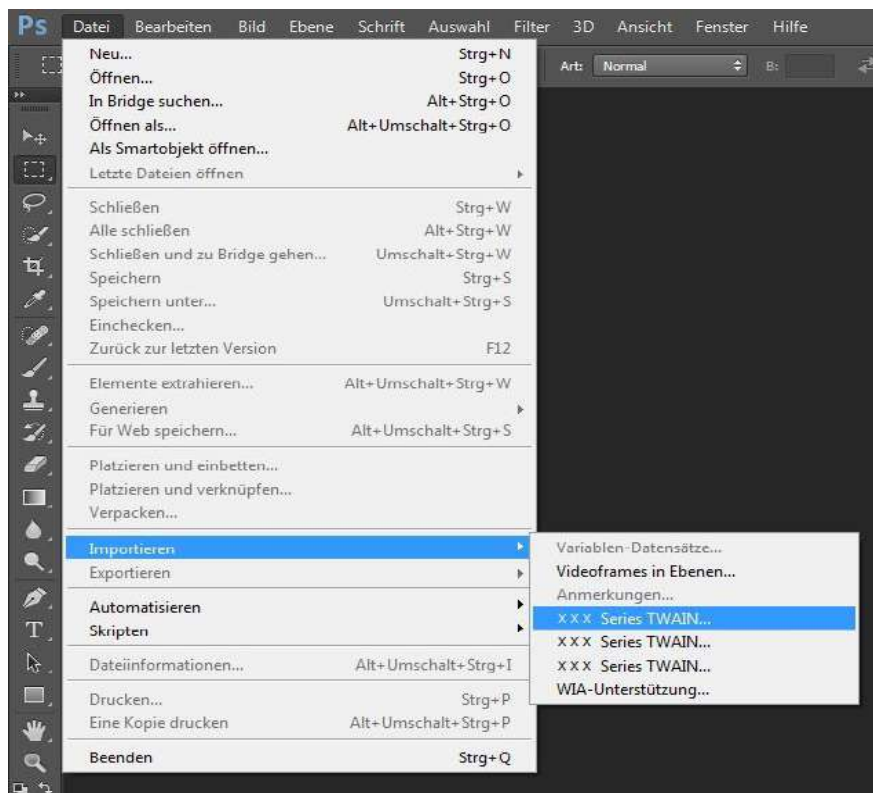 Ps Datei Bearbeiten Bild Ebene Schrift Auswahl Filter 3D Ansicht Fenster Hilfe
Art: Normal B:
Neu... Strg+N
Öffnen... Strg+O
In Bridge suchen... Alt+Strg+O
Öffnen als... Alt+Umschalt+Strg+O
Als Smartobjekt öffnen...
Letzte Dateien öffnen
Schließen Strg+W
Alle schließen Alt+Strg+W
Schließen und zu Bridge gehen... Umschalt+Strg+W
Speichern Strg+S
Speichern unter... Umschalt+Strg+S
Einchecken...
Zurück zur letzten Version F12
Elemente extrahieren... Alt+Umschalt+Strg+W
Generieren
Für Web speichern... Alt+Umschalt+Strg+S
Platzieren und einbetten...
Platzieren und verknüpfen...
Verpacken...
Importieren
Exportieren
Automatisieren
Skripten
Dateiinformationen... Alt+Umschalt+Strg+I
Drucken... Strg+P
Eine Kopie drucken Alt+Umschalt+Strg+P
Beenden Strg+Q
Variablen-Datensätze...
Videoframes in Ebenen...
Anmerkungen...
X X X Series TWAIN...
X X X Series TWAIN...
X X X Series TWAIN...
WIA-Unterstützung...